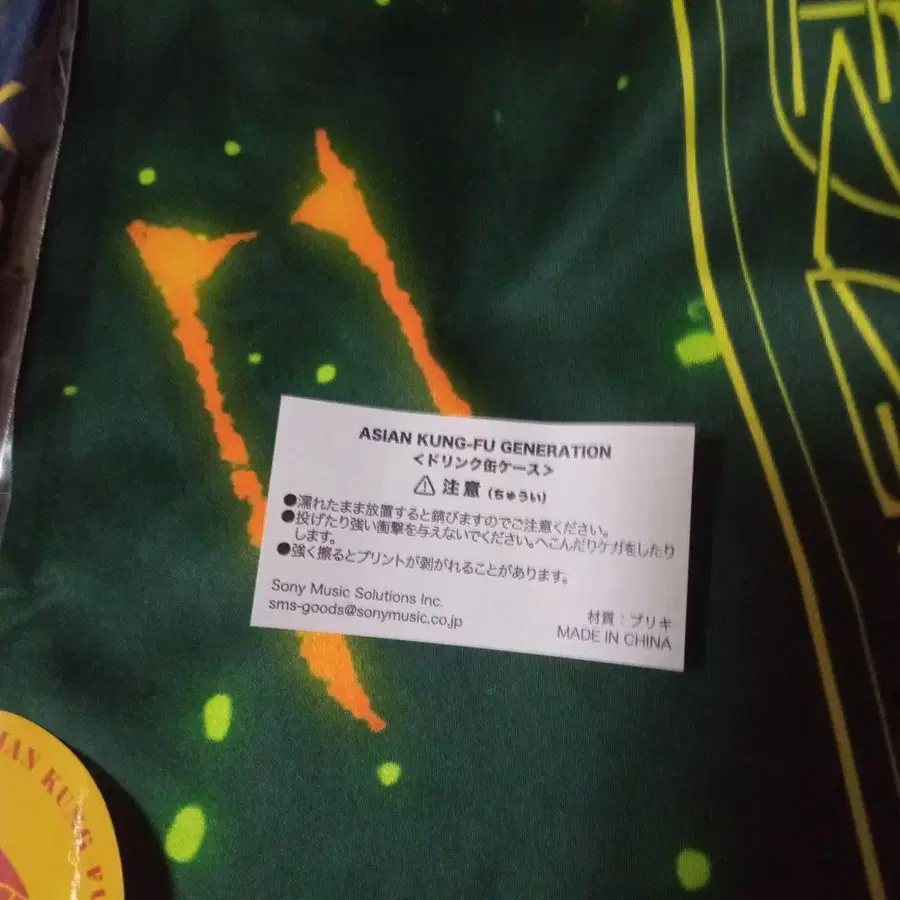 ASIAN KUNG-FU GENERATION
<ドリンク缶ケース>
⚠ 注意 (ちゅうい)
●濡れたまま放置すると錆びますのでご注意ください。
●投げたり強い衝撃を与えないでください。へこんだりケガをしたり
します。
●強く擦るとプリントが剥がれることがあります。
Sony Music Solutions Inc.
sms-goods@sonymusic.co.jp
材質：ブリキ
MADE IN CHINA
KUNG